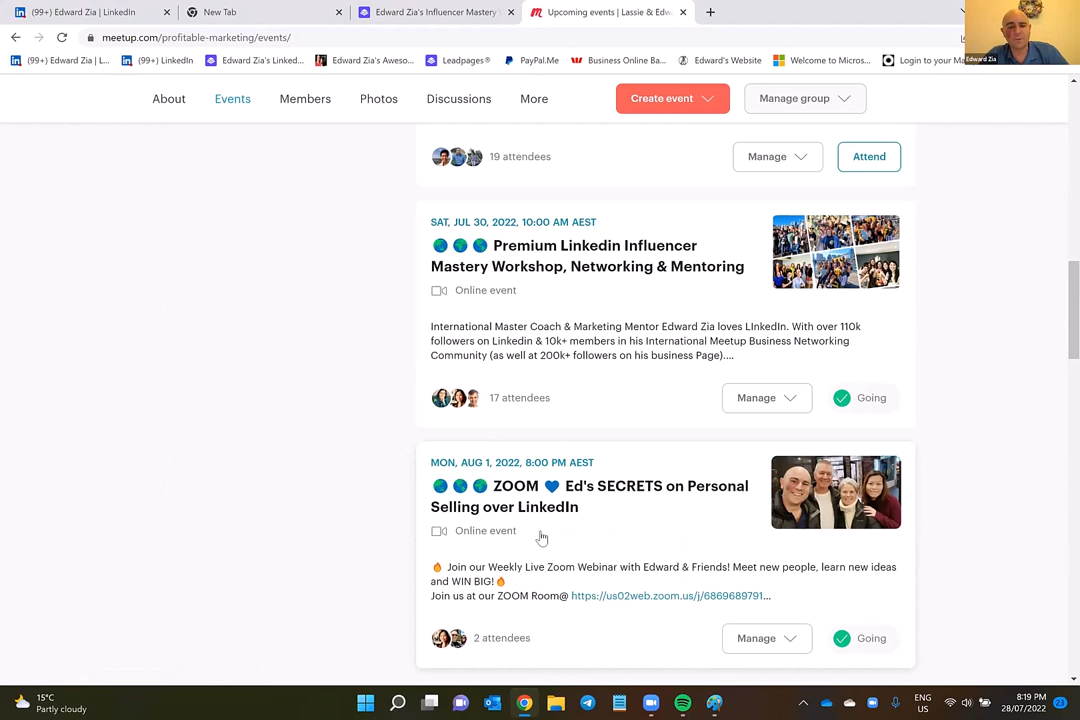 (99+) Edward Zia | LinkedIn
New Tab
Edward Zia's Influencer Mastery
Upcoming events | Lassie & Edw
meetup.com/profitable-marketing/events/
(99+) Edward Zia | L...
(99+) LinkedIn
Edward Zia's Linked...
Edward Zia's Aweso...
Leadpages®
PayPal.Me
Business Online Ba...
Edward's Website
Welcome to Micros...
Login to your Ma
Edward Zia
About
Events
Members
Photos
Discussions
More
Create event
Manage group
19 attendees
Manage
Attend
SAT, JUL 30, 2022, 10:00 AM AEST
Premium Linkedin Influencer
Mastery Workshop, Networking & Mentoring
Online event
International Master Coach & Marketing Mentor Edward Zia loves LInkedIn. With over 110k
followers on Linkedin & 10k+ members in his International Meetup Business Networking
Community (as well at 200k+ followers on his business Page)....
17 attendees
Manage
Going
MON, AUG 1, 2022, 8:00 PM AEST
ZOOM 💙 Ed's SECRETS on Personal
Selling over LinkedIn
Online event
🔥 Join our Weekly Live Zoom Webinar with Edward & Friends! Meet new people, learn new ideas
and WIN BIG!🔥
Join us at our ZOOM Room@ https://us02web.zoom.us/j/6869689791...
2 attendees
Manage
Going
15°C
Partly cloudy
ENG
US
8:19 PM
28/07/2022
23